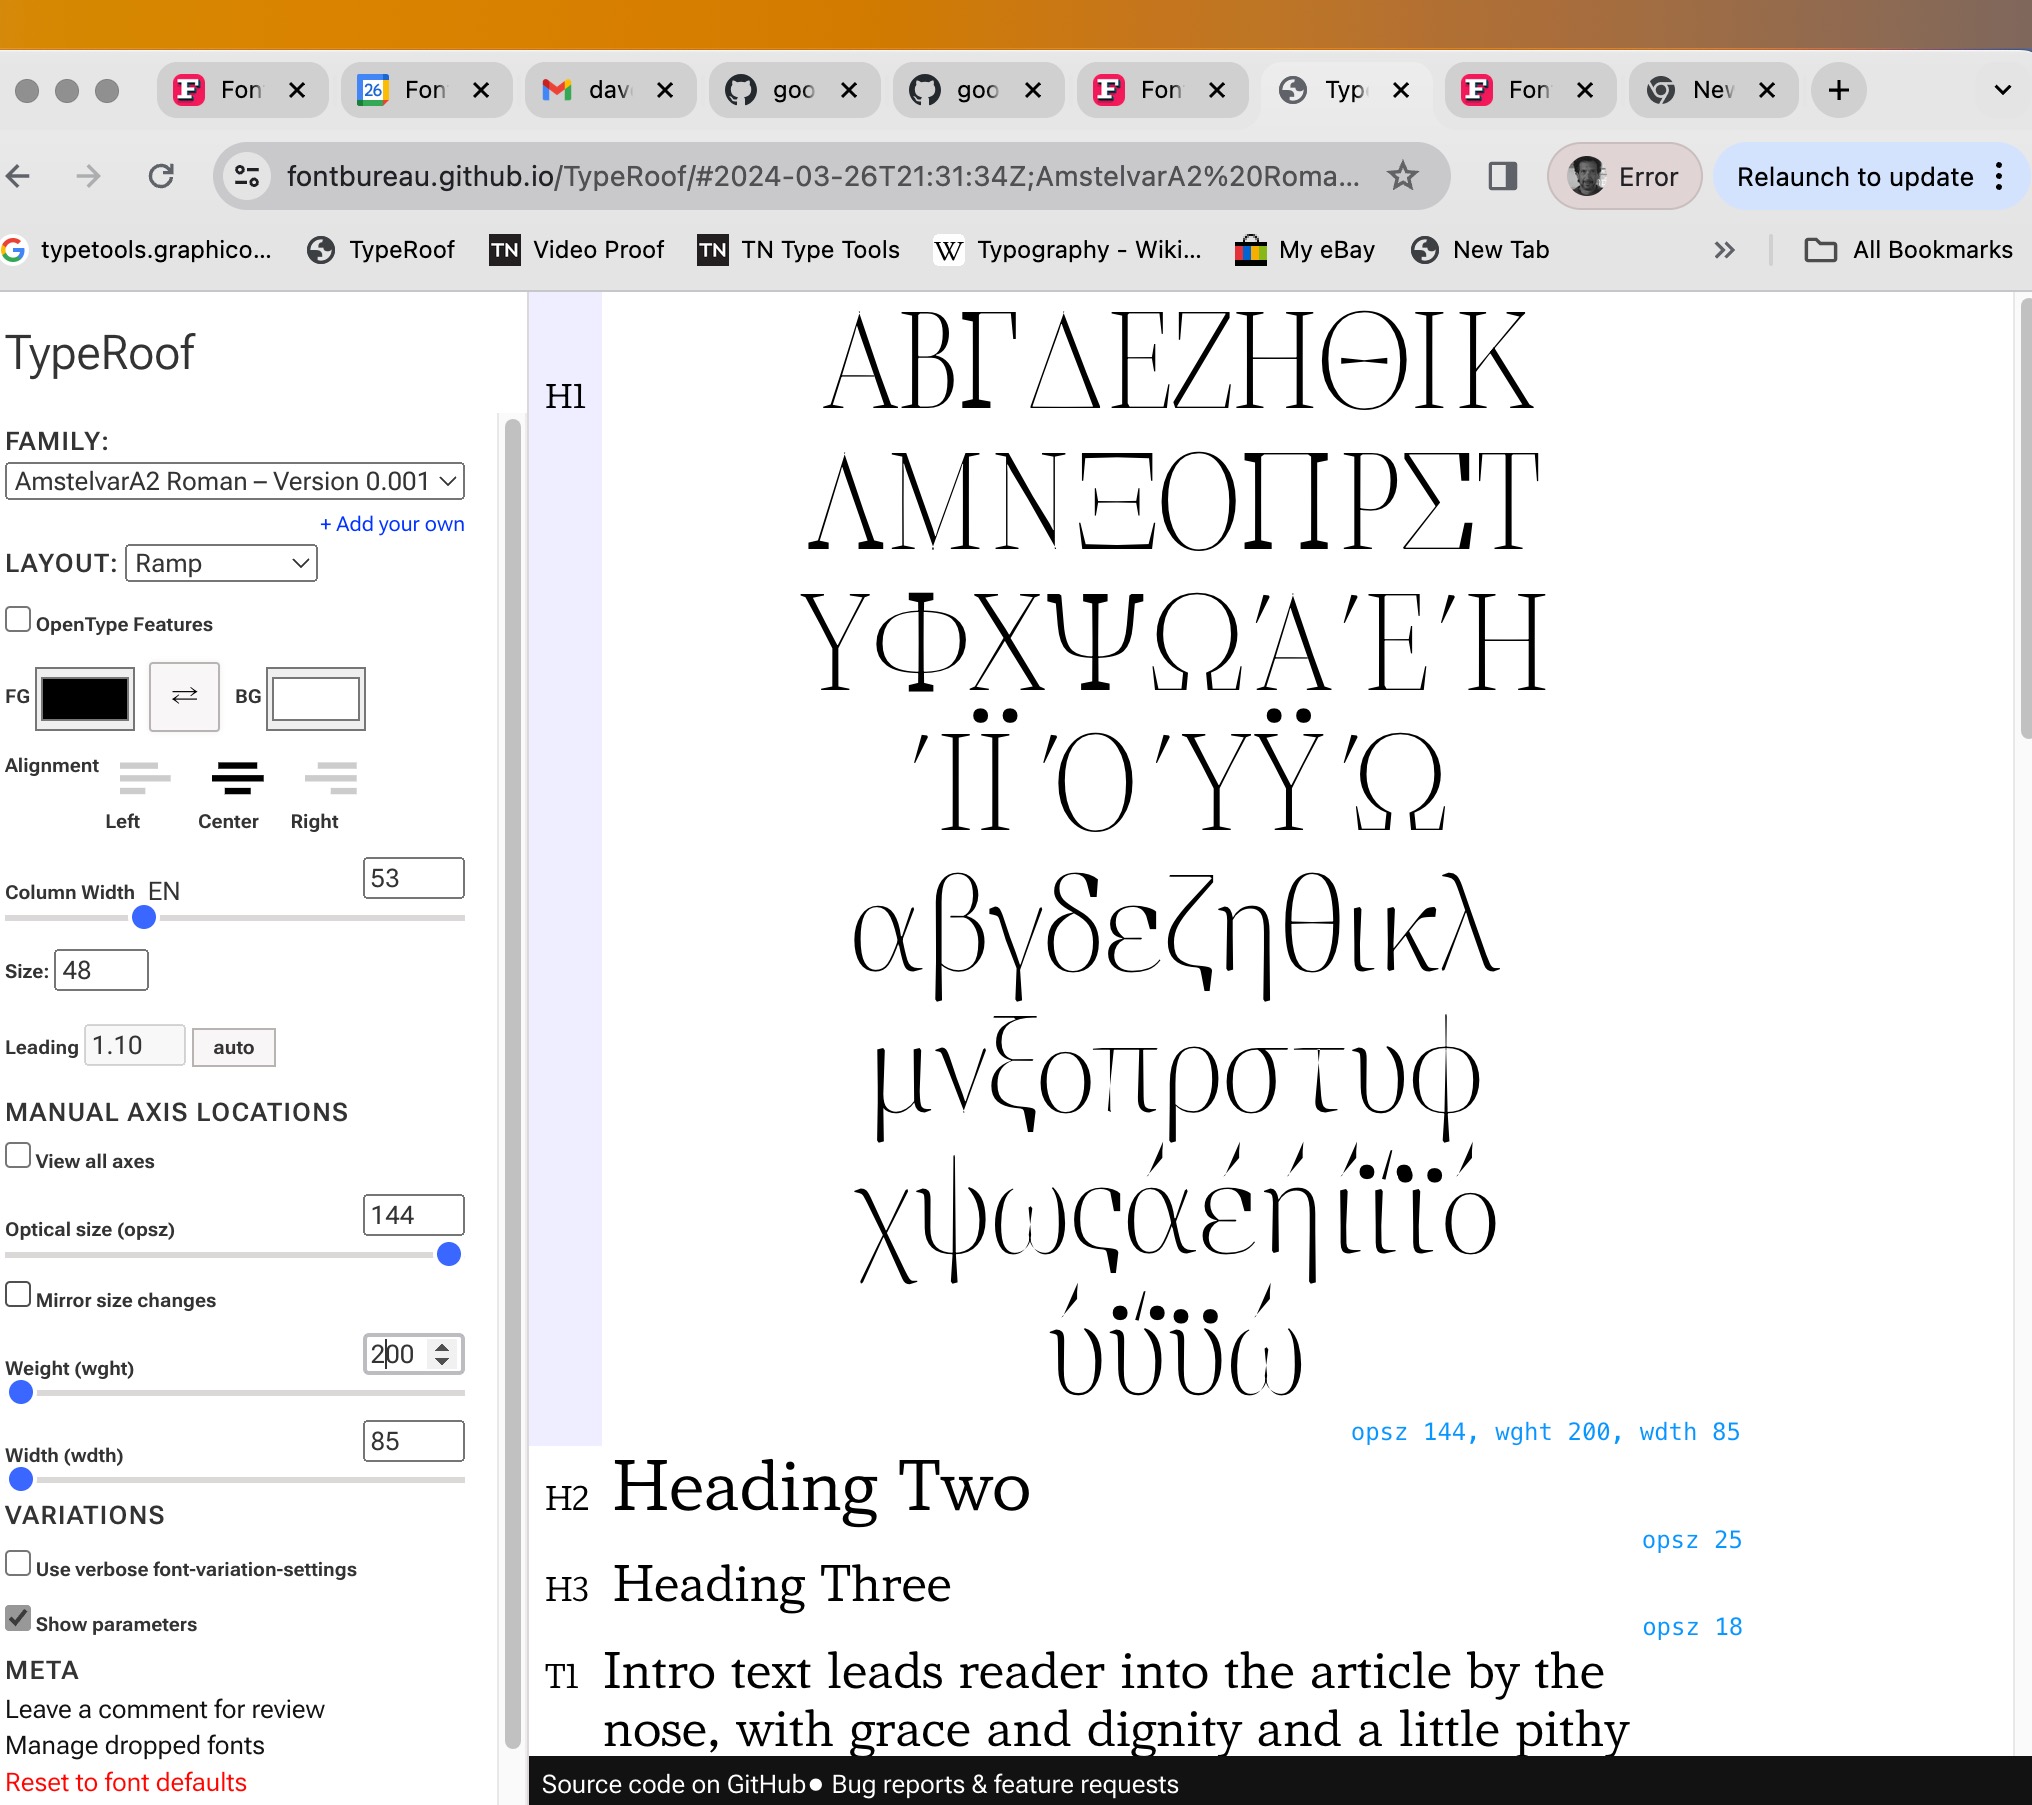 Fon
Fon
dav
goo
goo
Fon
Typ
Fon
New
fontbureau.github.io/TypeRoof/#2024-03-26T21:31:34Z;AmstelvarA2%20Roma...
Error
Relaunch to update
typetools.graphico...
TypeRoof
Video Proof
TN Type Tools
Typography - Wiki...
My eBay
New Tab
All Bookmarks
TypeRoof
FAMILY:
AmstelvarA2 Roman – Version 0.001
+ Add your own
LAYOUT: Ramp
OpenType Features
FG BG
Alignment
Left Center Right
Column Width EN 53
Size: 48
Leading 1.10 auto
MANUAL AXIS LOCATIONS
View all axes
Optical size (opsz) 144
Mirror size changes
Weight (wght) 200
Width (wdth) 85
VARIATIONS
Use verbose font-variation-settings
Show parameters
META
Leave a comment for review
Manage dropped fonts
Reset to font defaults
H1
ΑΒΓΔΕΖΗΘΙΚ
ΛΜΝΞΟΠΡΣΤ
ΥΦΧΨΩΆΈΉ
ΊΪΌΎΫΏ
αβγδεζηθικλ
μνξοπρστυφ
χψωςάέήίΐϊό
ύΰϋώ
opsz 144, wght 200, wdth 85
H2 Heading Two
opsz 25
H3 Heading Three
opsz 18
T1 Intro text leads reader into the article by the
nose, with grace and dignity and a little pithy
Source code on GitHub● Bug reports & feature requests